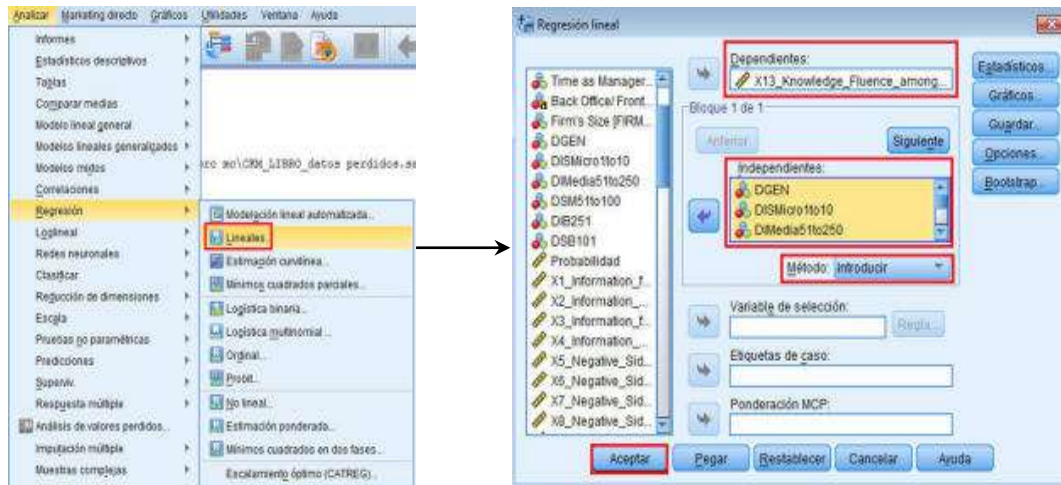 Analizar Marketing directo Gráficos Utilidades Ventana Ayuda
Informes
Estadísticos descriptivos
Tablas
Comparar medias
Modelo lineal general
Modelos lineales generalizados
Modelos mixtos
Correlaciones
Regresión
Loglineal
Redes neuronales
Clasificar
Reducción de dimensiones
Escala
Pruebas no paramétricas
Predicciones
Superviv.
Respuesta múltiple
Análisis de valores perdidos...
Imputación múltiple
Muestras complejas
mo\CRM_LIBRO_datos perdidos.sa
Modelación lineal automatizada...
Lineales...
Estimación curvilínea...
Mínimos cuadrados parciales...
Logística binaria...
Logística multinomial...
Ordinal...
Probit...
No lineal...
Estimación ponderada...
Mínimos cuadrados en dos fases...
Escalamiento óptimo (CATREG)...
Regresión lineal
Time as Manager...
Back Office/ Front...
Firm's Size [FIRM...
DGEN
DISMicro1to10
DIMedia51to250
DSM51to100
DIB251
DSB101
Probabilidad
X1_Information_f...
X2_Information_...
X3_Information_f...
X4_Information_...
X5_Negative_Sid...
X6_Negative_Sid...
X7_Negative_Sid...
X8_Negative_Sid...
Dependientes:
X13_Knowledge_Fluence_among...
Bloque 1 de 1
Anterior
Siguiente
Independientes:
DGEN
DISMicro1to10
DIMedia51to250
Método: Introducir
Variable de selección:
Regla...
Etiquetas de caso:
Ponderación MCP:
Estadísticos...
Gráficos...
Guardar...
Opciones...
Bootstrap...
Aceptar Pegar Restablecer Cancelar Ayuda